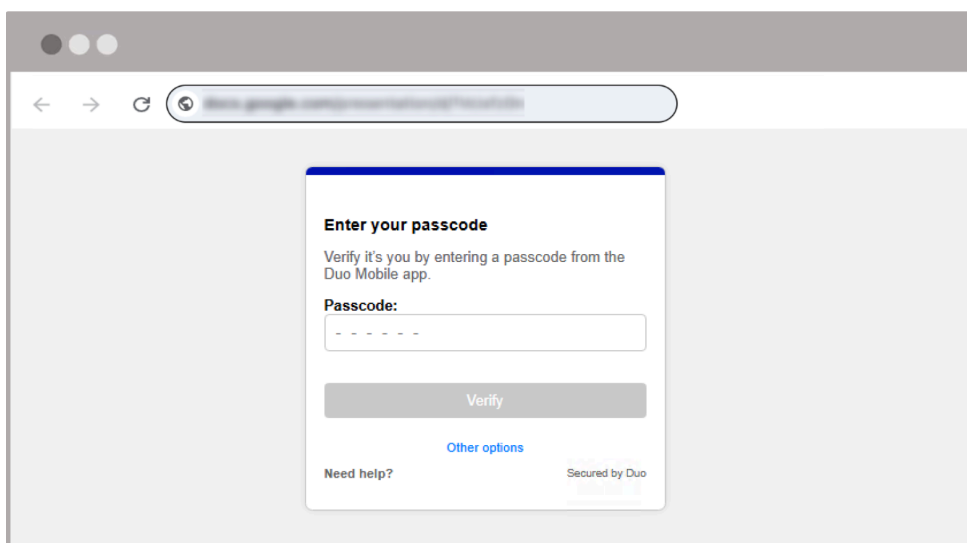 Enter your passcode
Verify it's you by entering a passcode from the
Duo Mobile app.
Passcode:
- - - - - -
Verify
Other options
Need help?
Secured by Duo